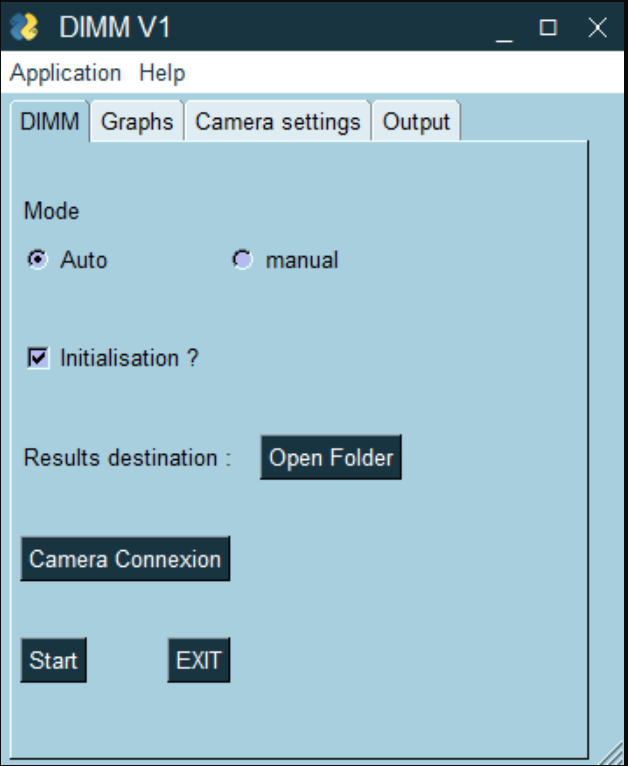 DIMM V1
Application Help
DIMM Graphs Camera settings Output
Mode
Auto manual
Initialisation ?
Results destination : Open Folder
Camera Connexion
Start EXIT